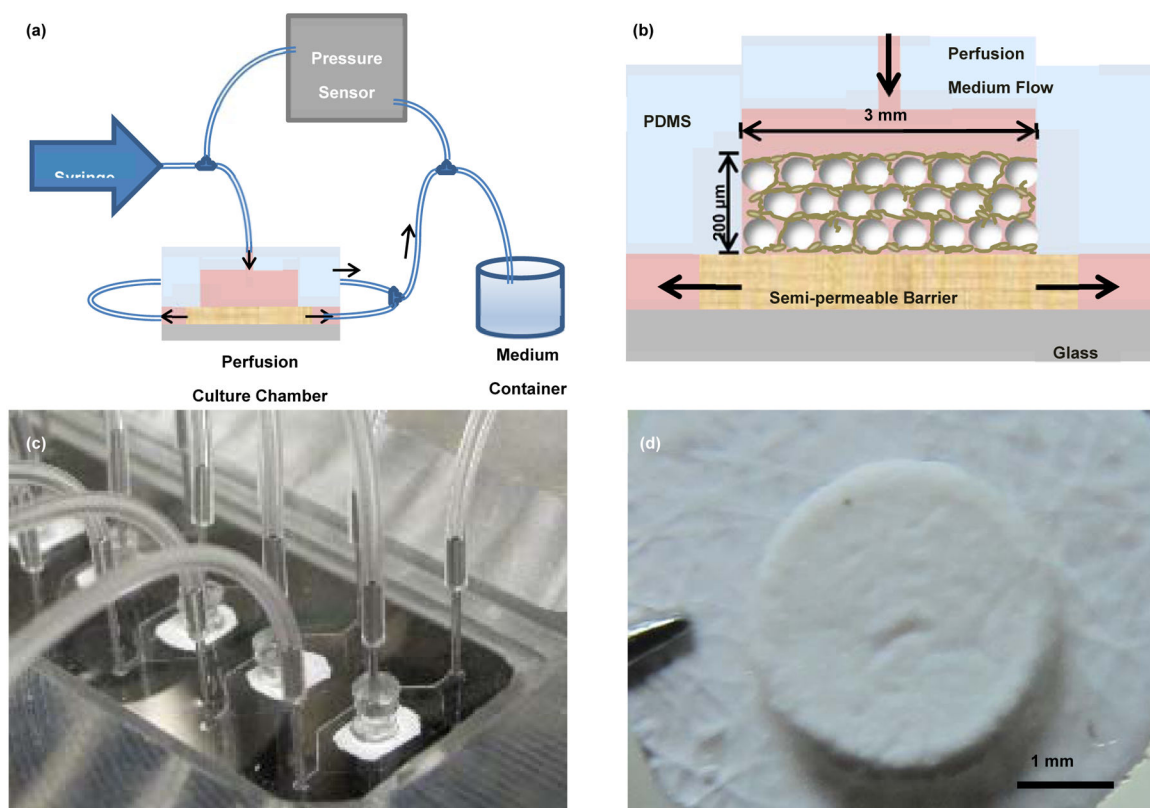 (a)
Pressure
Sensor
Syringe
Perfusion
Culture Chamber
Medium
Container
(b)
Perfusion
Medium Flow
PDMS
3 mm
200 µm
Semi-permeable Barrier
Glass
(c)
(d)
1 mm